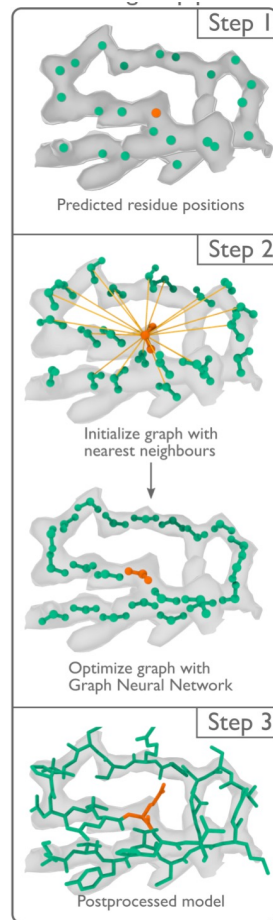 Step 1
Predicted residue positions
Step 2
Initialize graph with
nearest neighbours
Optimize graph with
Graph Neural Network
Step 3
Postprocessed model